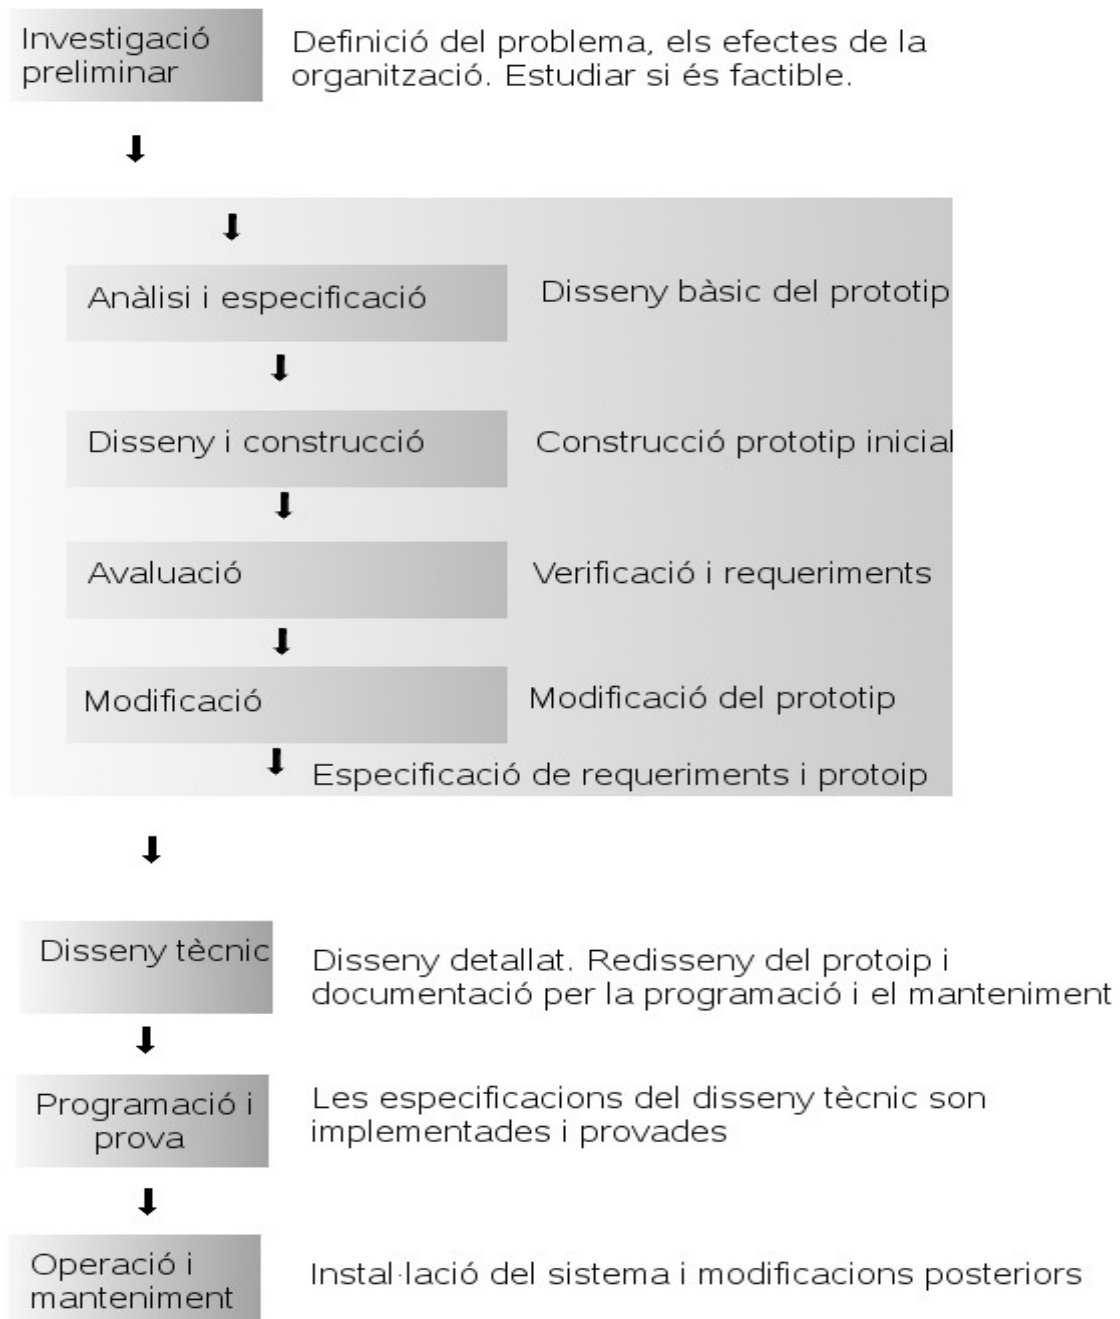 Investigació
preliminar
Definició del problema, els efectes de la
organització. Estudiar si és factible.
Anàlisi i especificació
Disseny bàsic del prototip
Disseny i construcció
Construcció prototip inicial
Avaluació
Verificació i requeriments
Modificació
Modificació del prototip
Especificació de requeriments i protoip
Disseny tècnic
Disseny detallat. Redisseny del protoip i
documentació per la programació i el manteniment
Programació i
prova
Les especificacions del disseny tècnic son
implementades i provades
Operació i
manteniment
Instal·lació del sistema i modificacions posteriors